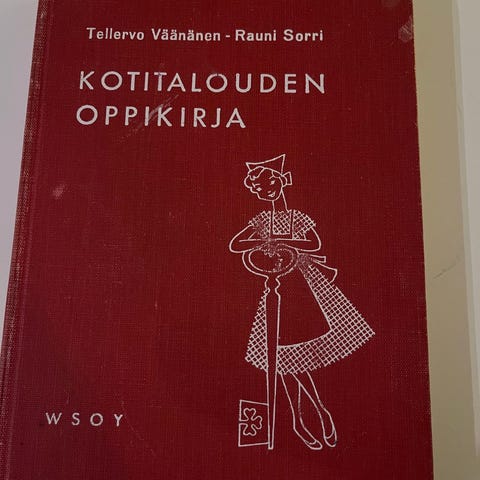 Tellervo Väänänen - Rauni Sorri
KOTITALOUDEN
OPPIKIRJA
WSOY